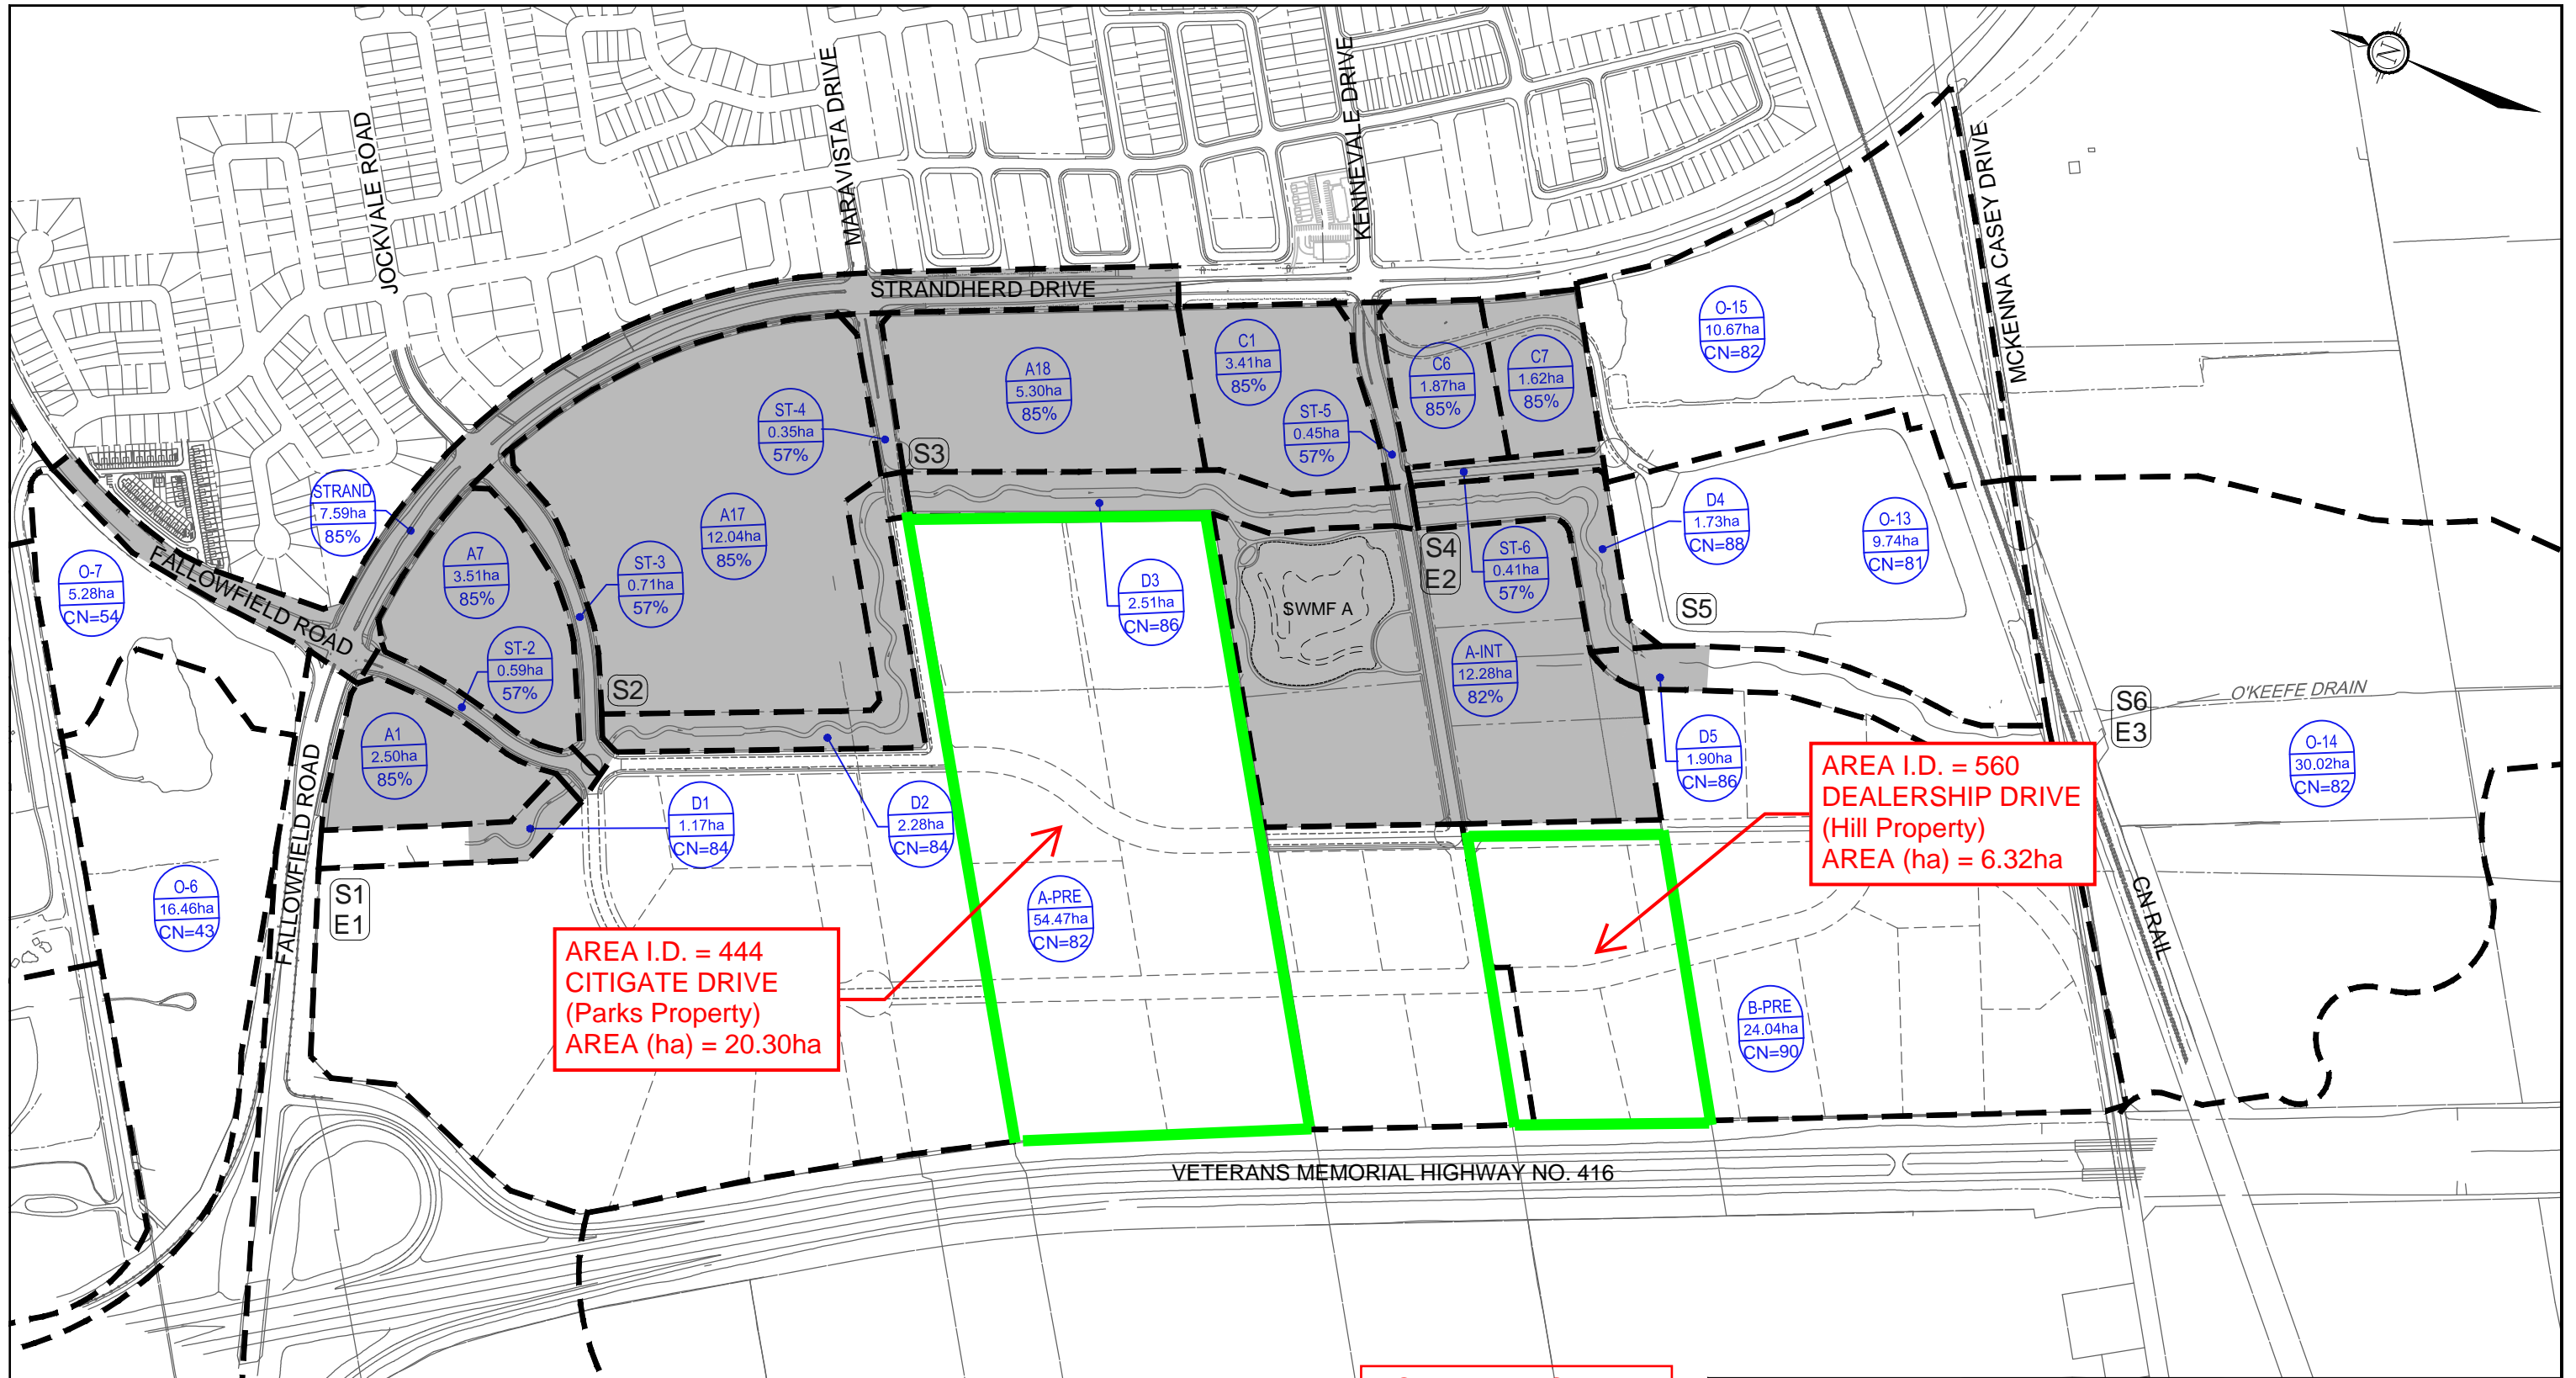 N
JOCKVALE ROAD
MARAVISTA DRIVE
KENNEVALE DRIVE
MCKENNA CASEY DRIVE
STRANDHERD DRIVE
O-15
10.67ha
CN=82
A18
5.30ha
85%
C1
3.41ha
85%
C6
1.87ha
85%
C7
1.62ha
85%
ST-4
0.35ha
57%
ST-5
0.45ha
57%
S3
STRAND
7.59ha
85%
A17
12.04ha
85%
D4
1.73ha
CN=88
O-13
9.74ha
CN=81
O-7
5.28ha
CN=54
FALLOWFIELD ROAD
A7
3.51ha
85%
ST-3
0.71ha
57%
D3
2.51ha
CN=86
SWMF A
S4
E2
ST-6
0.41ha
57%
S5
ST-2
0.59ha
57%
S2
A-INT
12.28ha
82%
O'KEEFE DRAIN
S6
E3
A1
2.50ha
85%
D5
1.90ha
CN=86
O-14
30.02ha
CN=82
D1
1.17ha
CN=84
D2
2.28ha
CN=84
AREA I.D. = 560
DEALERSHIP DRIVE
(Hill Property)
AREA (ha) = 6.32ha
FALLOWFIELD ROAD
O-6
16.46ha
CN=43
S1
E1
A-PRE
54.47ha
CN=82
CN RAIL
AREA I.D. = 444
CITIGATE DRIVE
(Parks Property)
AREA (ha) = 20.30ha
B-PRE
24.04ha
CN=90
VETERANS MEMORIAL HIGHWAY NO. 416